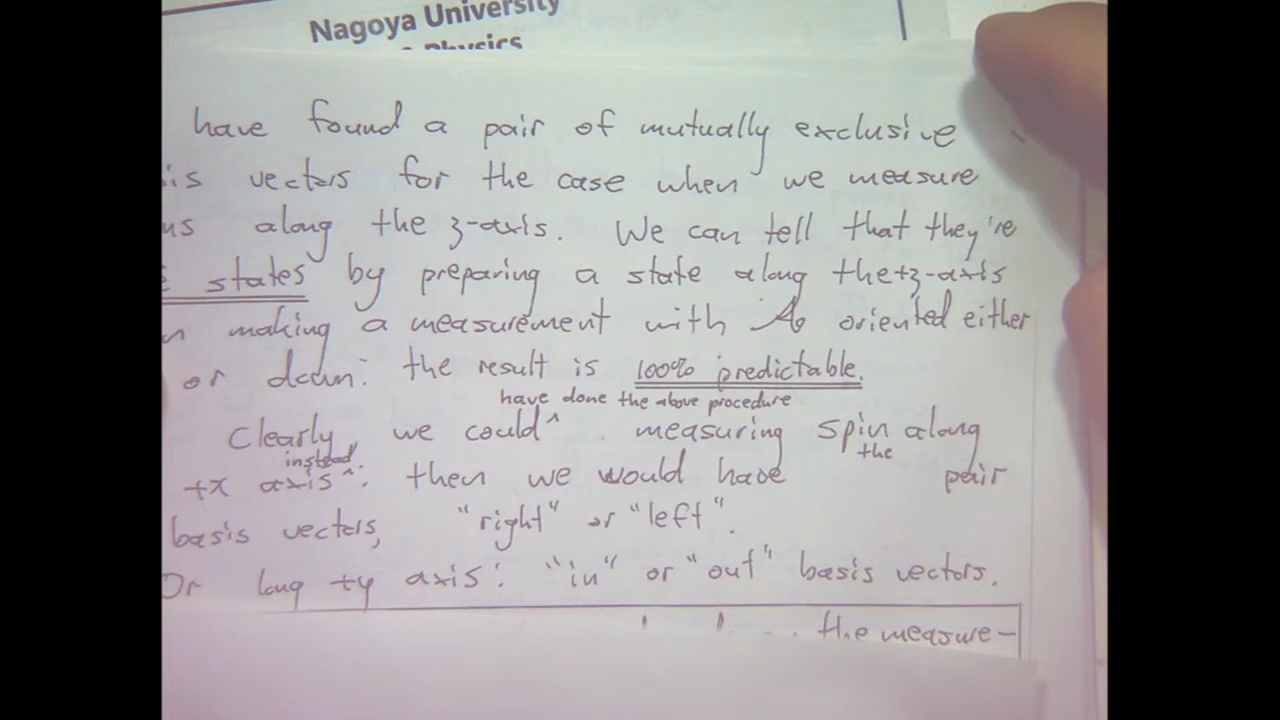 Nagoya University
Physics
have found a pair of mutually exclusive
is vectors for the case when we measure
us along the z-axis. We can tell that they're
states by preparing a state along the +z-axis
n making a measurement with oriented either
or down: the result is 100% predictable.
have done the above procedure
Clearly, we could ^ measuring spin along
instead the
+x axis ^: then we would have pair
basis vectors, "right" or "left".
Or long +y axis: "in" or "out" basis vectors.
the measure-